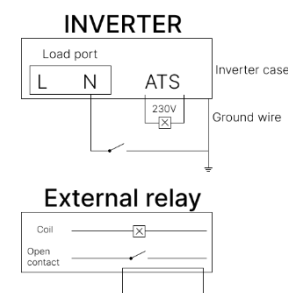 INVERTER
Load port
L N ATS
Inverter case
230V
Ground wire
External relay
Coil
Open
contact